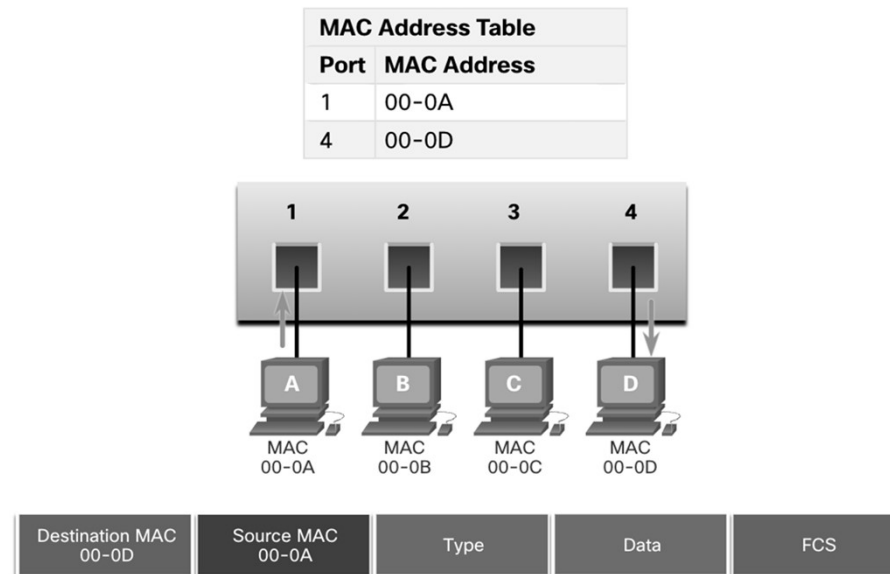 MAC Address Table
Port MAC Address
1 00-0A
4 00-0D
1 2 3 4
A B C D
MAC MAC MAC MAC
00-0A 00-0B 00-0C 00-0D
Destination MAC Source MAC Type Data FCS
00-0D 00-0A